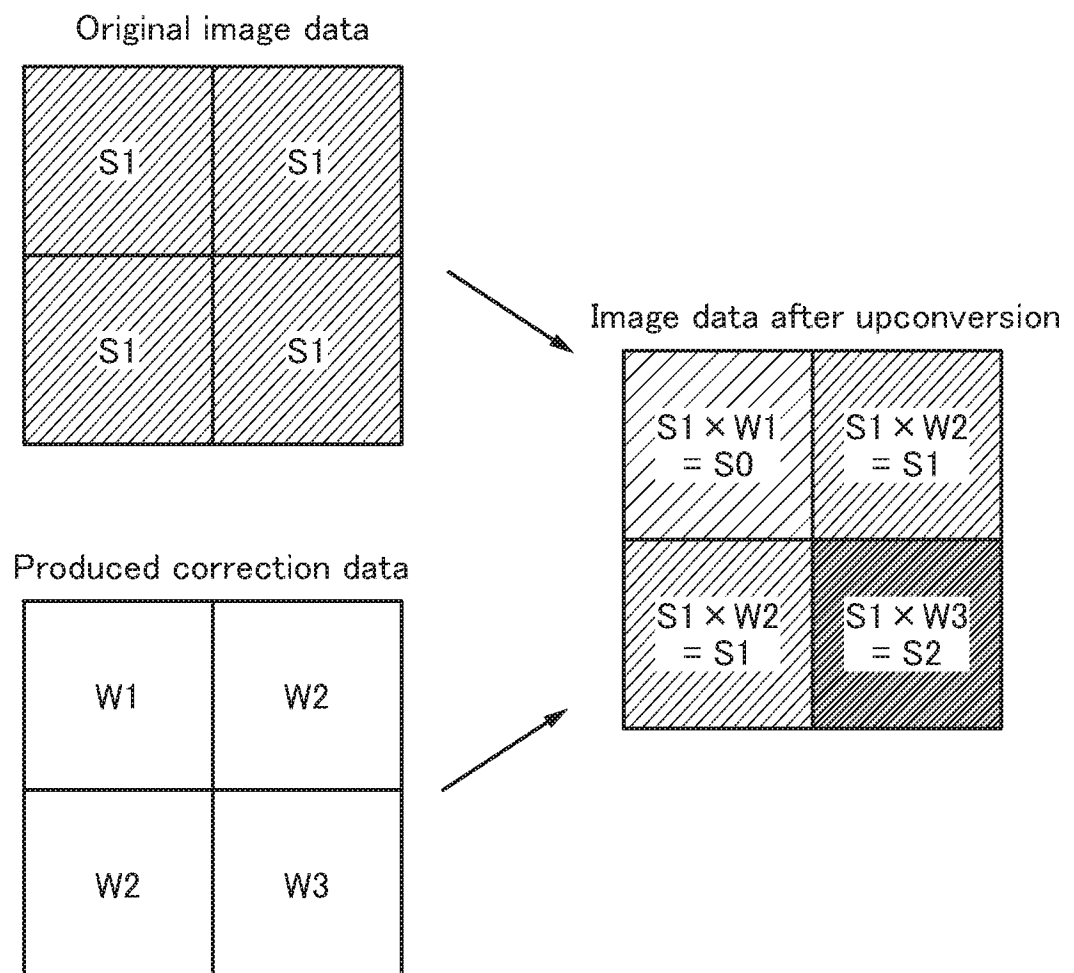 Original image data
S1 S1
S1 S1
Image data after upconversion
S1 × W1 S1 × W2
= S0 = S1
S1 × W2 S1 × W3
= S1 = S2
Produced correction data
W1 W2
W2 W3